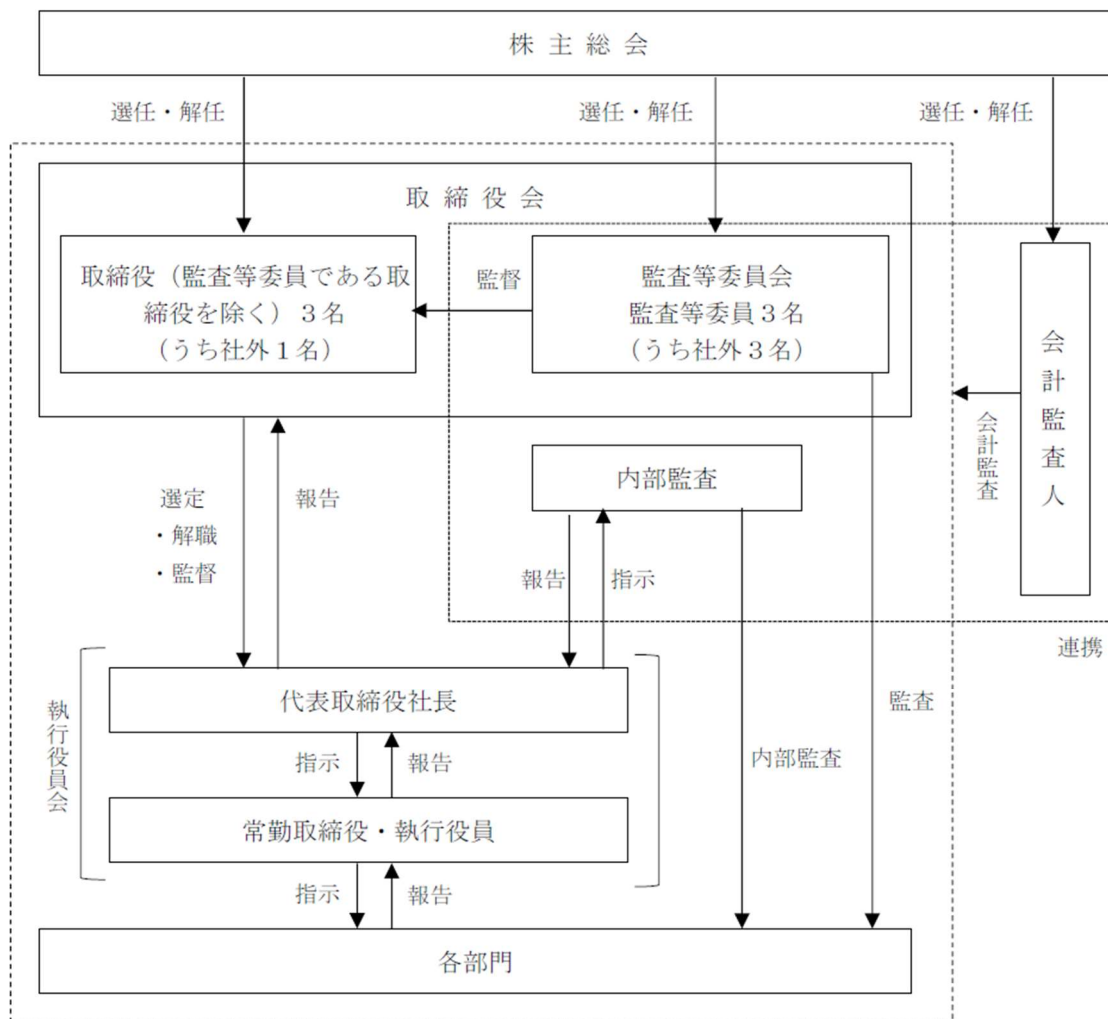 株 主 総 会
選任・解任
選任・解任
選任・解任
取 締 役 会
取締役（監査等委員である取
締役を除く）３名
（うち社外１名）
監督
監査等委員会
監査等委員３名
（うち社外３名）
会計監査人
会計監査
内部監査
選定
・解職
・監督
報告
報告
指示
連携
執行役員会
代表取締役社長
監査
内部監査
指示
報告
常勤取締役・執行役員
指示
報告
各部門